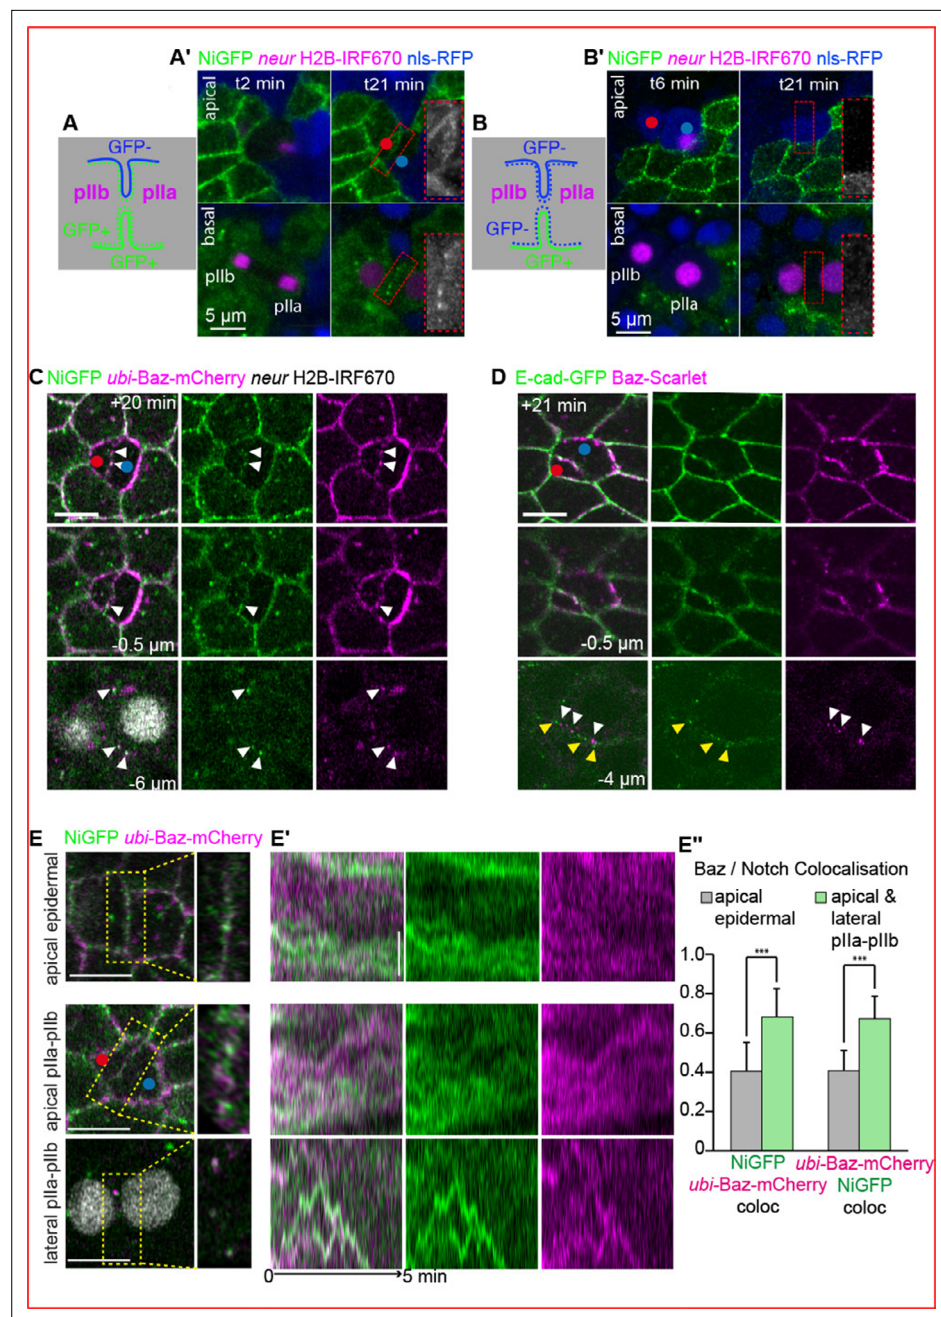 A' NiGFP neur H2B-IRF670 nls-RFP
t2 min
t21 min
apical
A
GFP-
pIIb pIIa
GFP+
GFP+
basal
pIIb
pIIa
5 µm
B' NiGFP neur H2B-IRF670 nls-RFP
t6 min
t21 min
apical
B
GFP-
pIIb pIIa
GFP-
GFP+
basal
pIIb
pIIa
5 µm
C NiGFP ubi-Baz-mCherry neur H2B-IRF670
+20 min
-0.5 µm
-6 µm
D E-cad-GFP Baz-Scarlet
+21 min
-0.5 µm
-4 µm
E NiGFP ubi-Baz-mCherry
apical epidermal
apical pIIa-pIIb
lateral pIIa-pIIb
E'
0 5 min
E"
Baz / Notch Colocalisation
apical
epidermal
apical &
lateral
pIIa-pIIb
*** ***
1.0
0.8
0.6
0.4
0.2
0
NiGFP
ubi-Baz-mCherry
coloc
ubi-Baz-mCherry
NiGFP
coloc